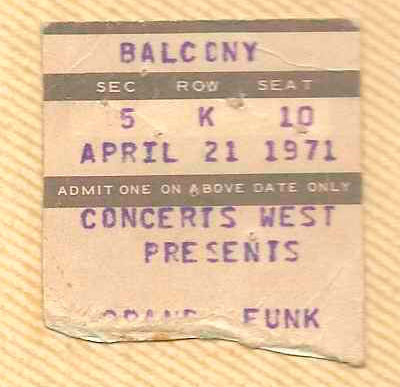 BALCONY
SEC ROW SEAT
5 K 10
APRIL 21 1971
ADMIT ONE ON ABOVE DATE ONLY
CONCERTS WEST
PRESENTS
GRAND FUNK